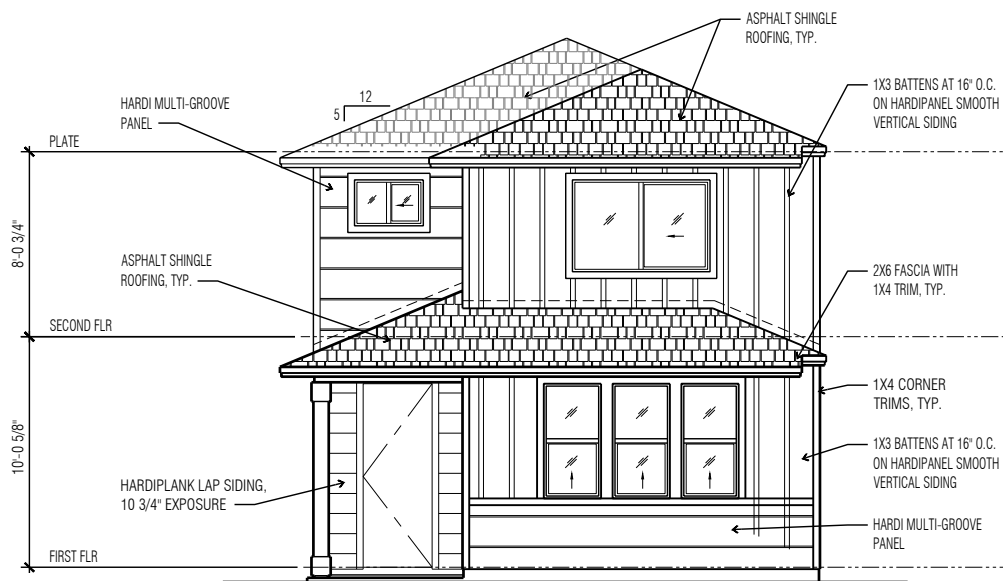 ASPHALT SHINGLE
ROOFING, TYP.
12
5
HARDI MULTI-GROOVE
PANEL
1X3 BATTENS AT 16" O.C.
ON HARDIPANEL SMOOTH
VERTICAL SIDING
PLATE
8'-0 3/4"
ASPHALT SHINGLE
ROOFING, TYP.
2X6 FASCIA WITH
1X4 TRIM, TYP.
SECOND FLR
1X4 CORNER
TRIMS, TYP.
10'-0 5/8"
1X3 BATTENS AT 16" O.C.
ON HARDIPANEL SMOOTH
VERTICAL SIDING
HARDIPLANK LAP SIDING,
10 3/4" EXPOSURE
HARDI MULTI-GROOVE
PANEL
FIRST FLR